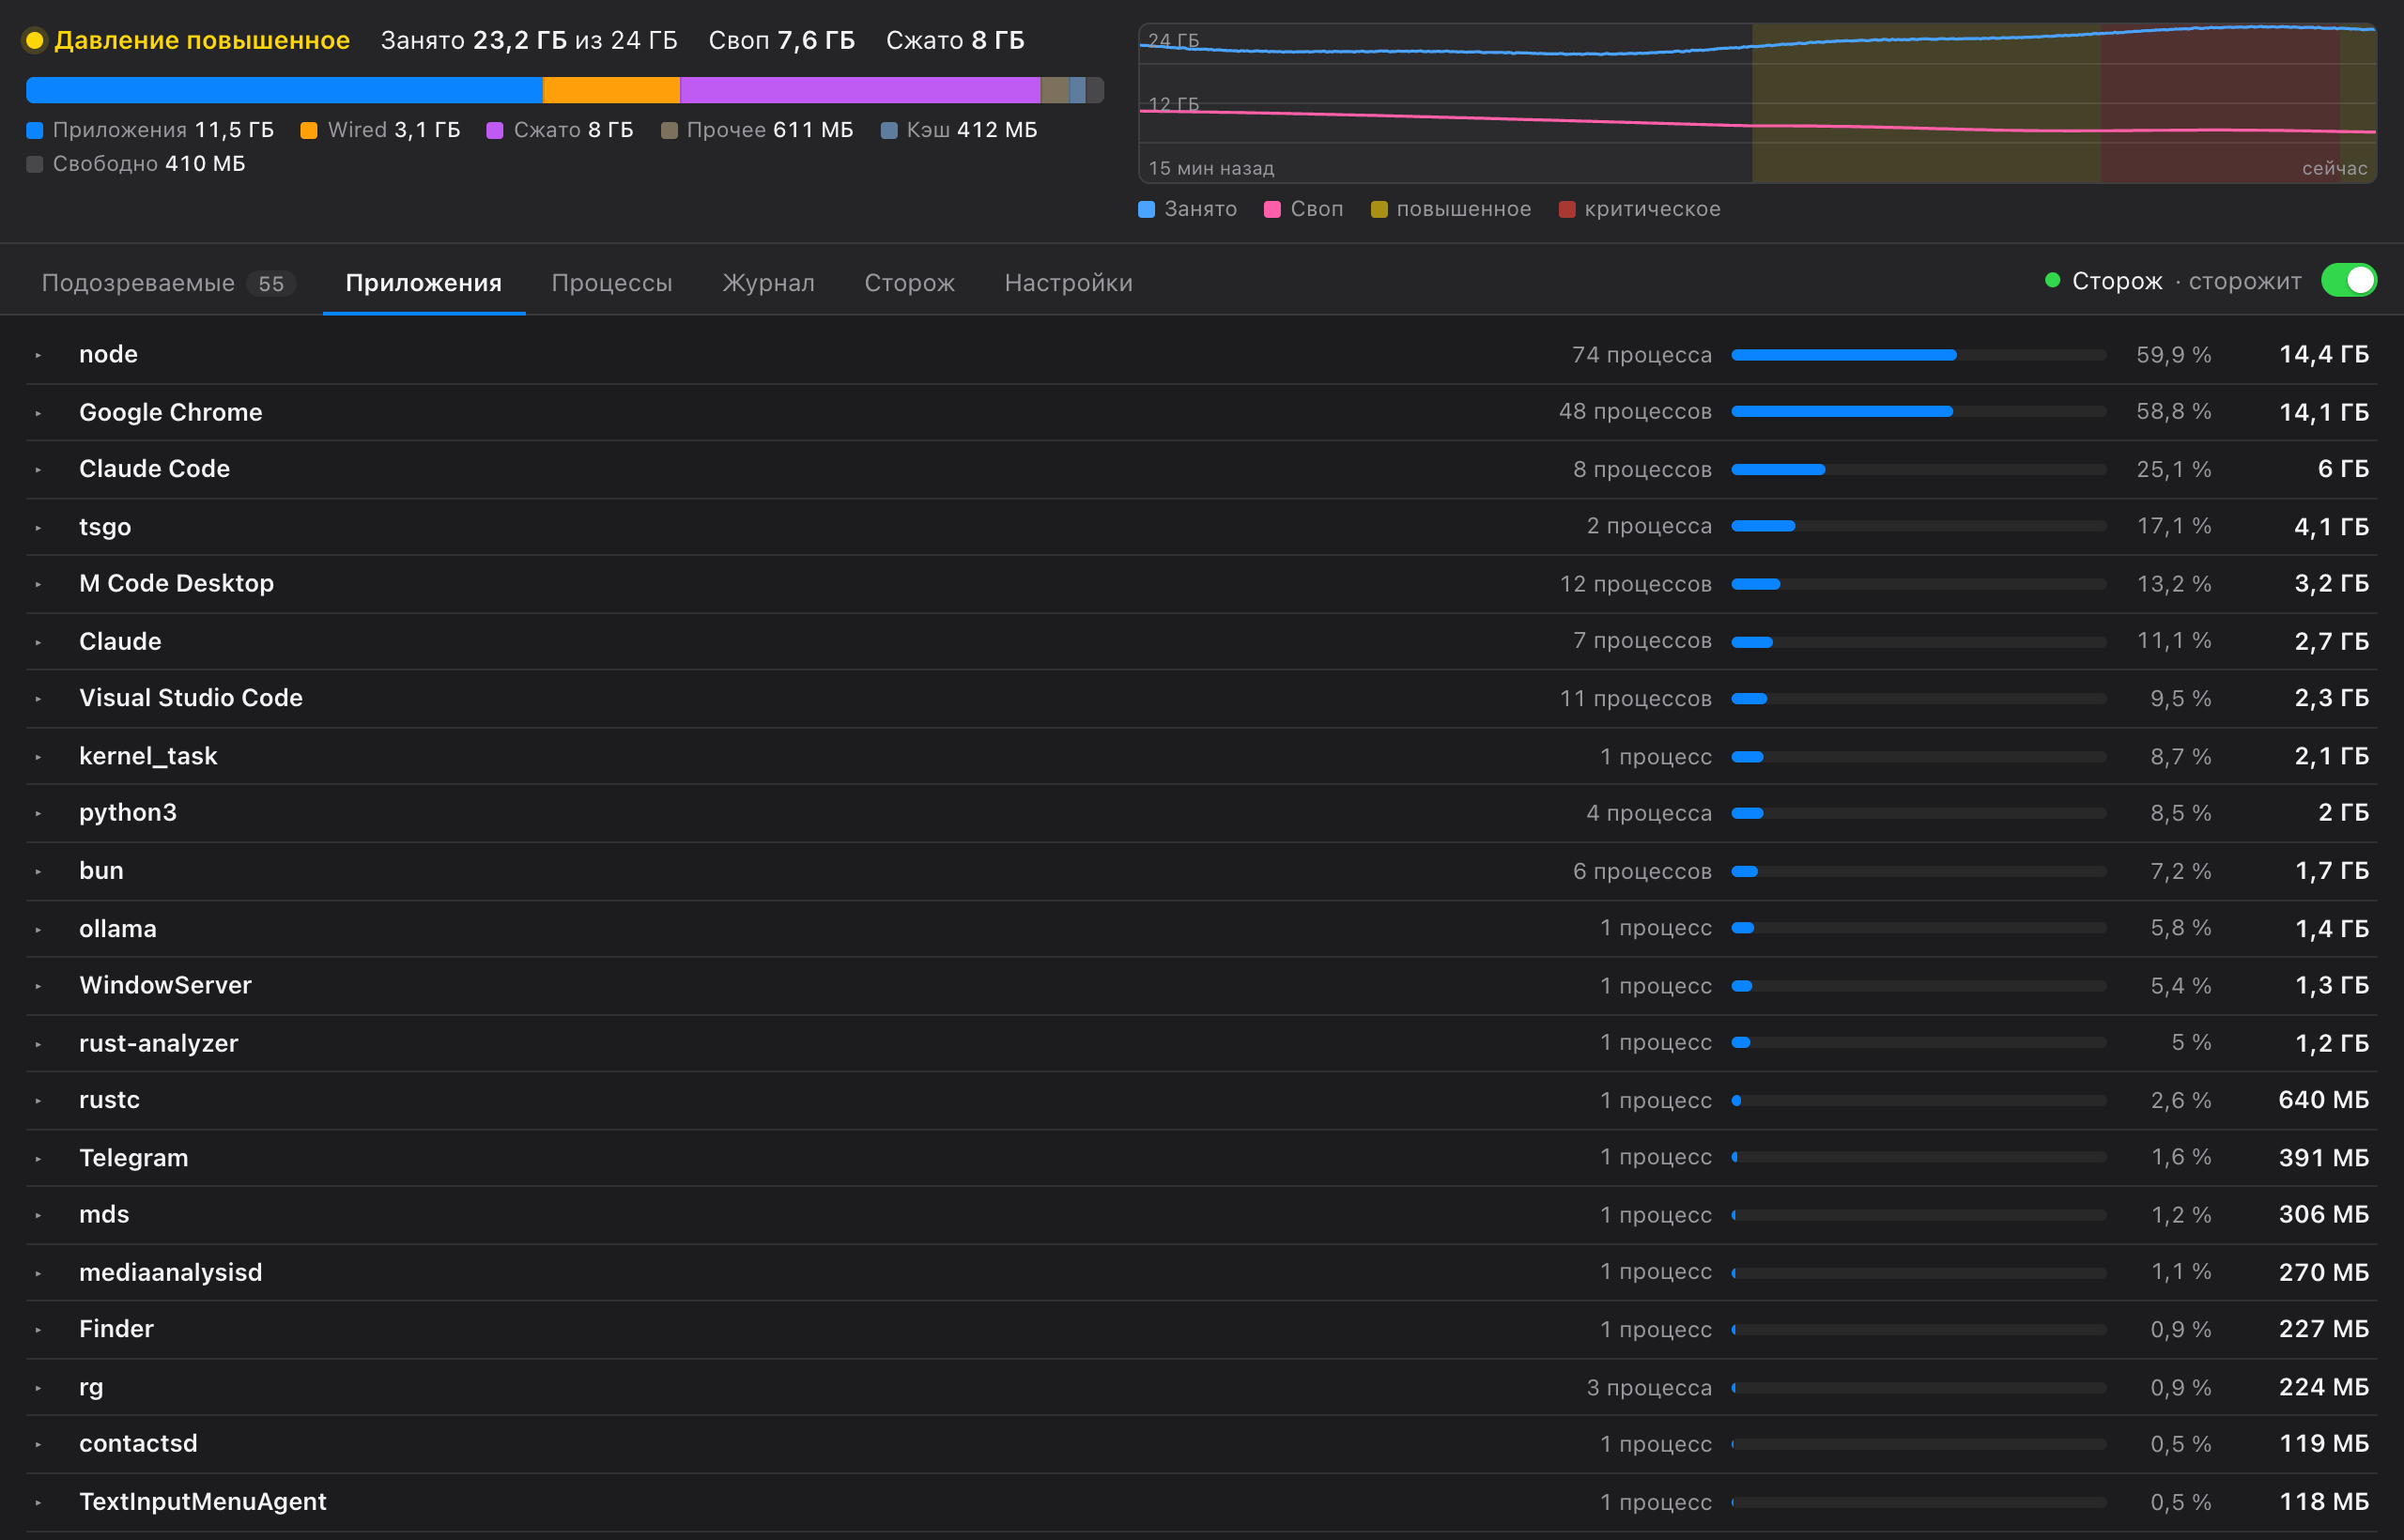 Давление повышенное Занято 23,2 ГБ из 24 ГБ Своп 7,6 ГБ Сжато 8 ГБ
Приложения 11,5 ГБ Wired 3,1 ГБ Сжато 8 ГБ Прочее 611 МБ Кэш 412 МБ
Свободно 410 МБ
24 ГБ
12 ГБ
15 мин назад сейчас
Занято Своп повышенное критическое
Подозреваемые 55 Приложения Процессы Журнал Сторож Настройки Сторож · сторожит
node 74 процесса 59,9 % 14,4 ГБ
Google Chrome 48 процессов 58,8 % 14,1 ГБ
Claude Code 8 процессов 25,1 % 6 ГБ
tsgo 2 процесса 17,1 % 4,1 ГБ
M Code Desktop 12 процессов 13,2 % 3,2 ГБ
Claude 7 процессов 11,1 % 2,7 ГБ
Visual Studio Code 11 процессов 9,5 % 2,3 ГБ
kernel_task 1 процесс 8,7 % 2,1 ГБ
python3 4 процесса 8,5 % 2 ГБ
bun 6 процессов 7,2 % 1,7 ГБ
ollama 1 процесс 5,8 % 1,4 ГБ
WindowServer 1 процесс 5,4 % 1,3 ГБ
rust-analyzer 1 процесс 5 % 1,2 ГБ
rustc 1 процесс 2,6 % 640 МБ
Telegram 1 процесс 1,6 % 391 МБ
mds 1 процесс 1,2 % 306 МБ
mediaanalysisd 1 процесс 1,1 % 270 МБ
Finder 1 процесс 0,9 % 227 МБ
rg 3 процесса 0,9 % 224 МБ
contactsd 1 процесс 0,5 % 119 МБ
TextInputMenuAgent 1 процесс 0,5 % 118 МБ